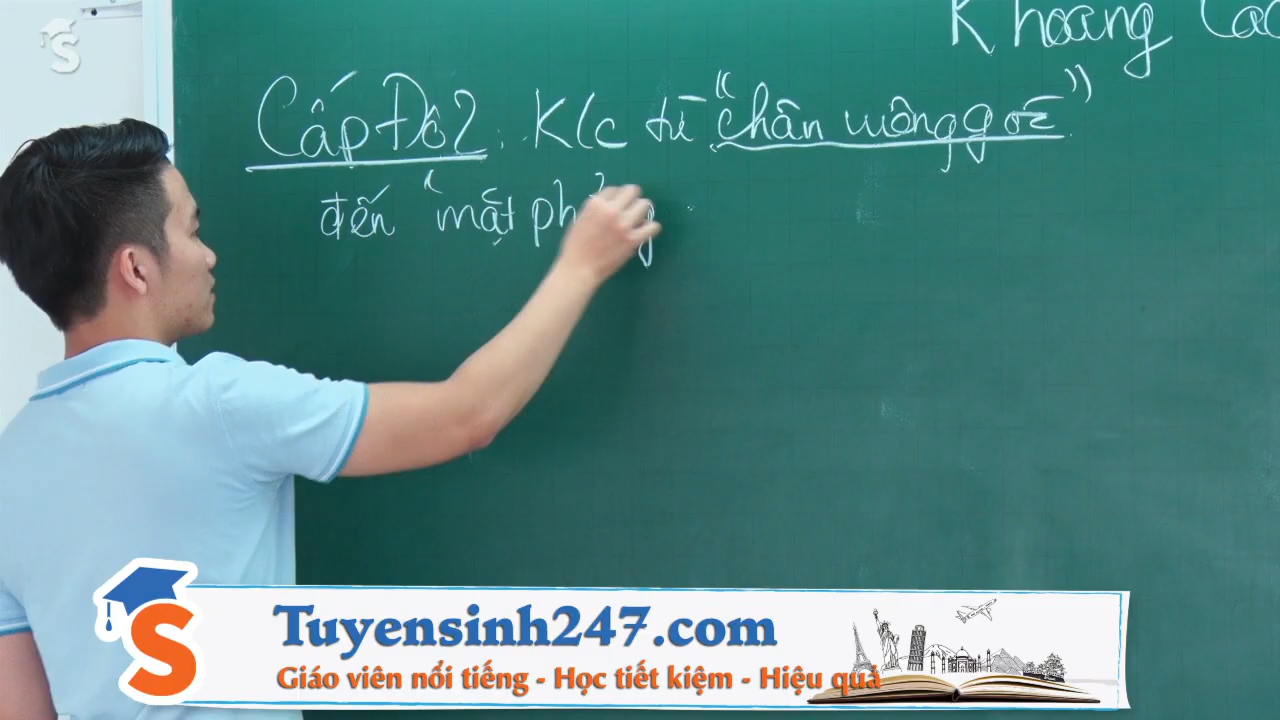 Khoảng Các
Cấp Độ 2: K/c từ "chân vuông góc"
đến "mặt ph
Tuyensinh247.com
Giáo viên nổi tiếng - Học tiết kiệm - Hiệu quả